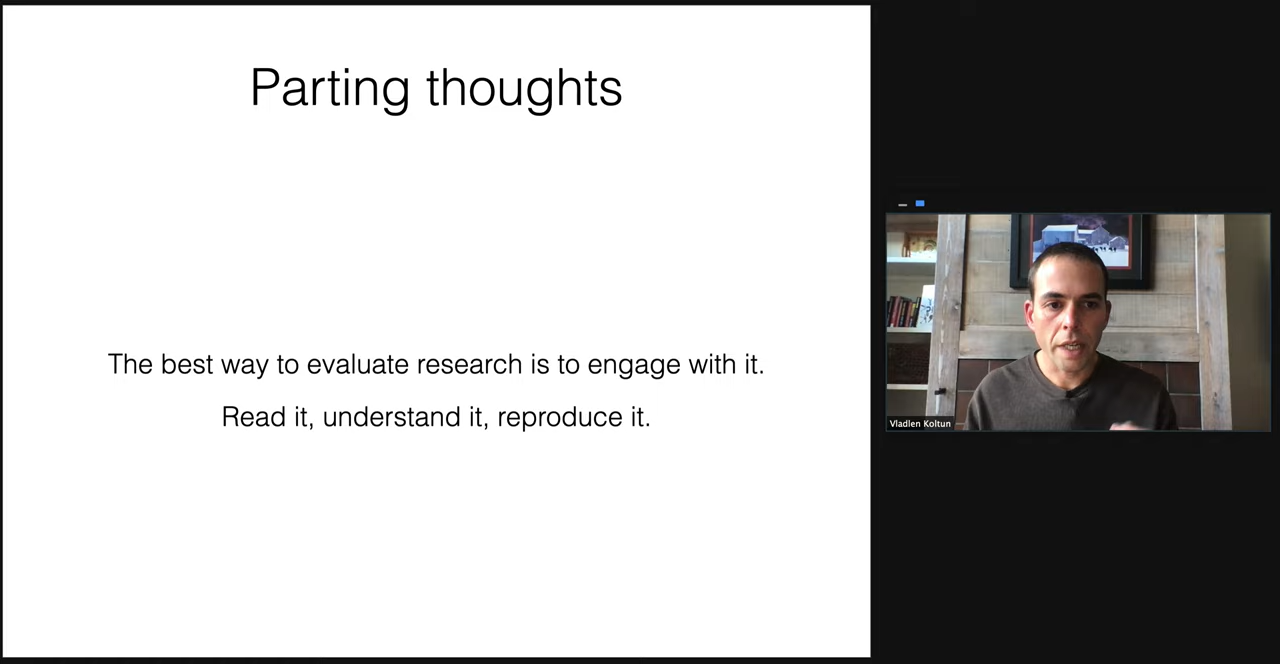 Parting thoughts
The best way to evaluate research is to engage with it.
Read it, understand it, reproduce it.
Vladlen Koltun